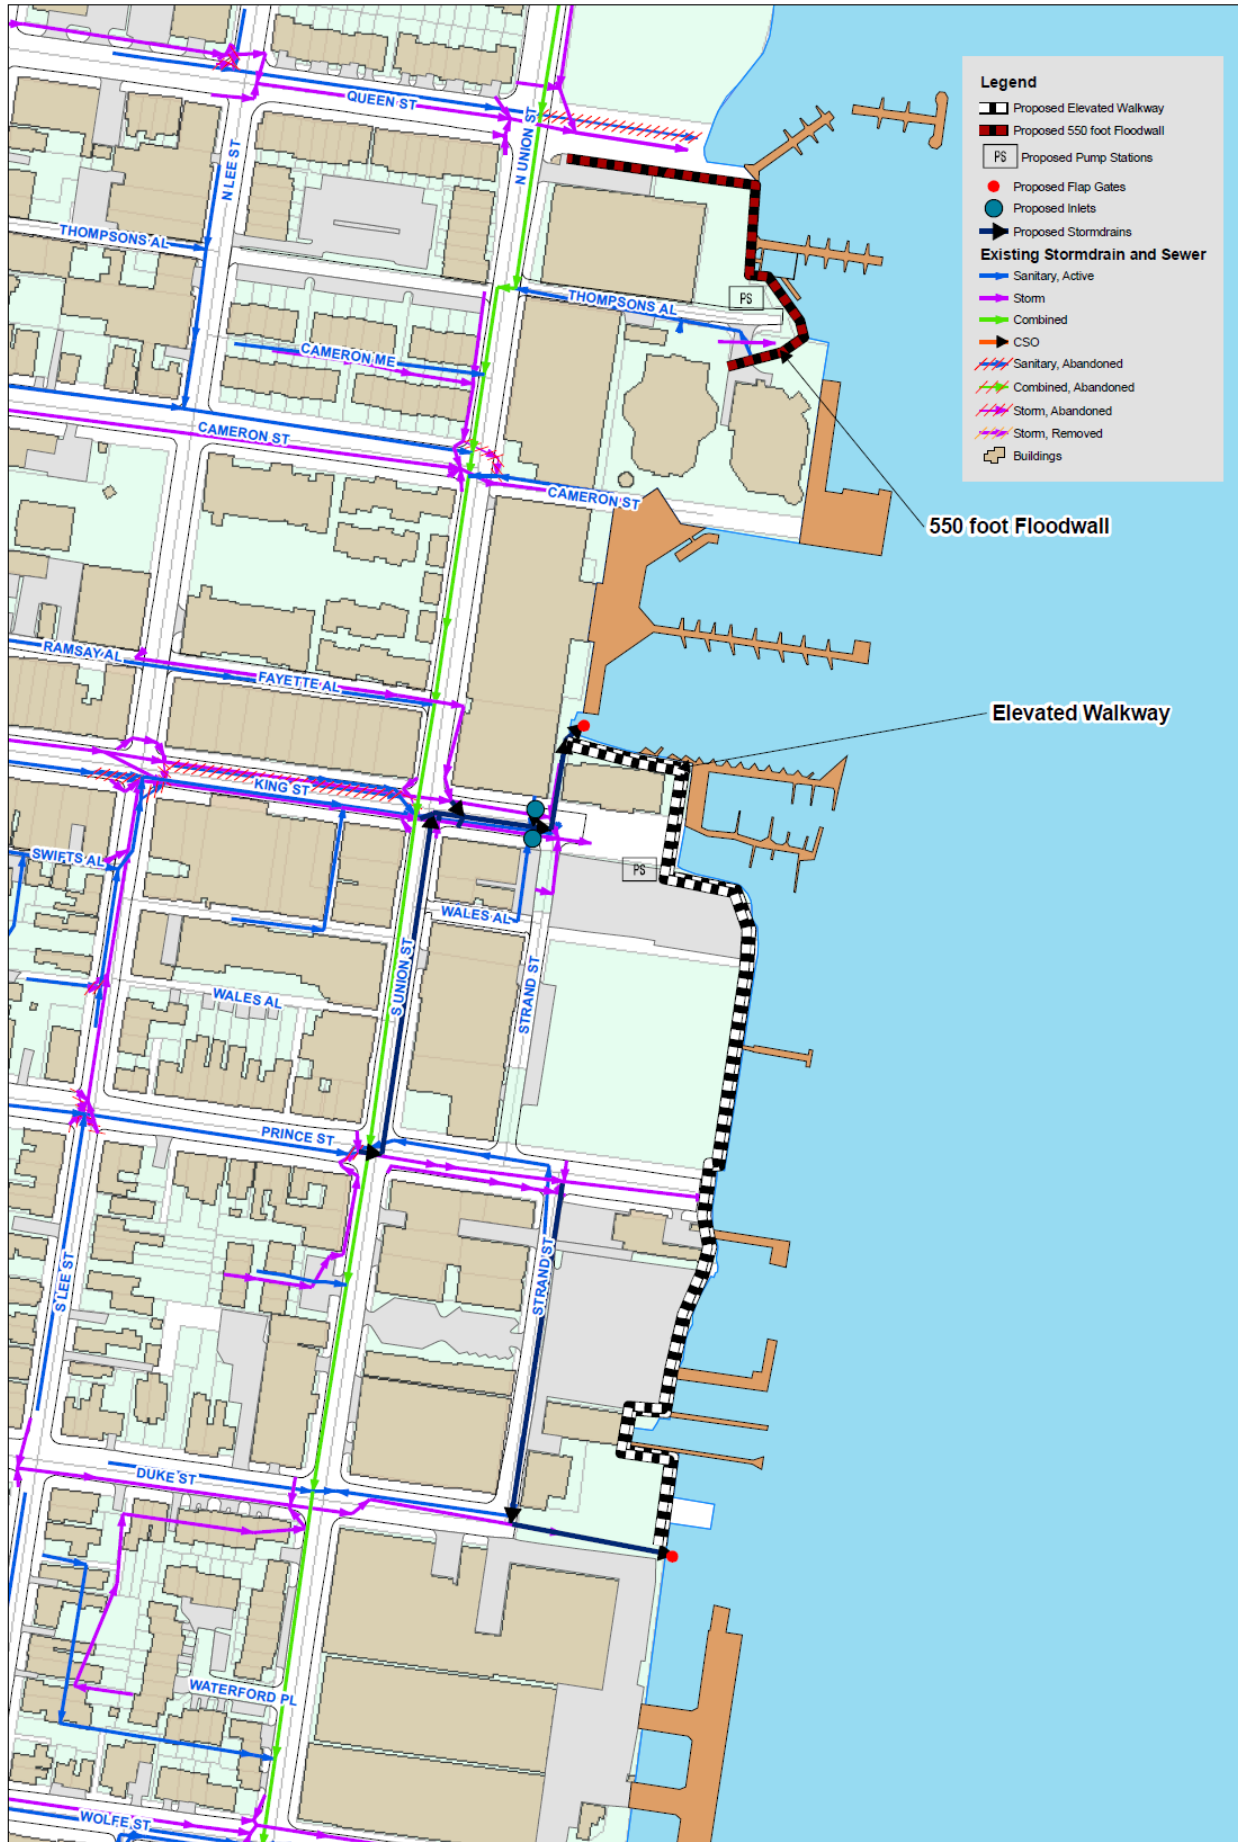 Legend
Proposed Elevated Walkway
Proposed 550 foot Floodwall
PS Proposed Pump Stations
Proposed Flap Gates
Proposed Inlets
Proposed Stormdrains
Existing Stormdrain and Sewer
Sanitary, Active
Storm
Combined
CSO
Sanitary, Abandoned
Combined, Abandoned
Storm, Abandoned
Storm, Removed
Buildings
QUEEN ST
N UNION ST
N LEE ST
THOMPSONS AL
THOMPSONS AL
PS
CAMERON ME
CAMERON ST
CAMERON ST
550 foot Floodwall
RAMSAY AL
FAYETTE AL
Elevated Walkway
KING ST
SWIFTS AL
PS
WALES AL
S UNION ST
STRAND ST
WALES AL
PRINCE ST
S LEE ST
STRAND ST
DUKE ST
WATERFORD PL
WOLFE ST